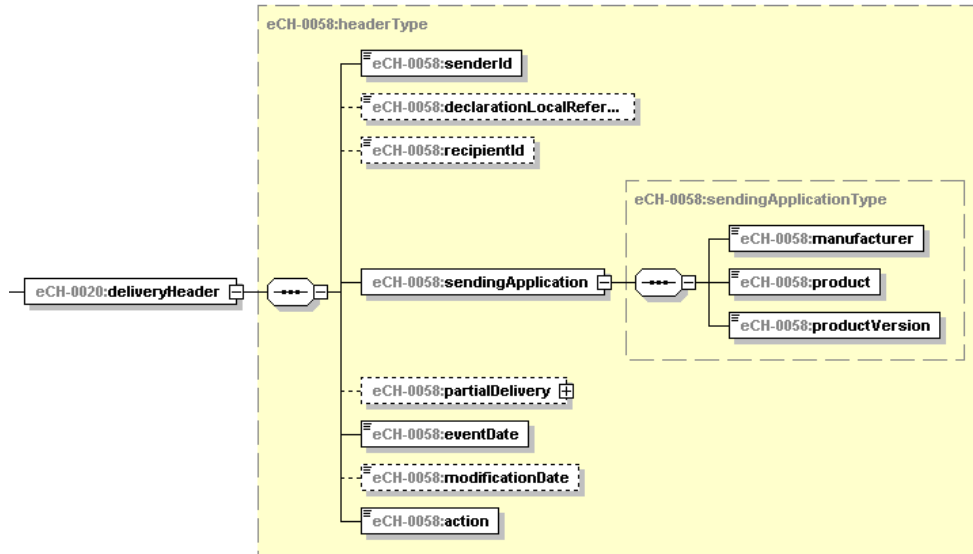 eCH-0058:headerType
eCH-0058:senderId
eCH-0058:declarationLocalRefer...
eCH-0058:recipientId
eCH-0058:sendingApplicationType
eCH-0058:manufacturer
eCH-0020:deliveryHeader
eCH-0058:sendingApplication
eCH-0058:product
eCH-0058:productVersion
eCH-0058:partialDelivery
eCH-0058:eventDate
eCH-0058:modificationDate
eCH-0058:action